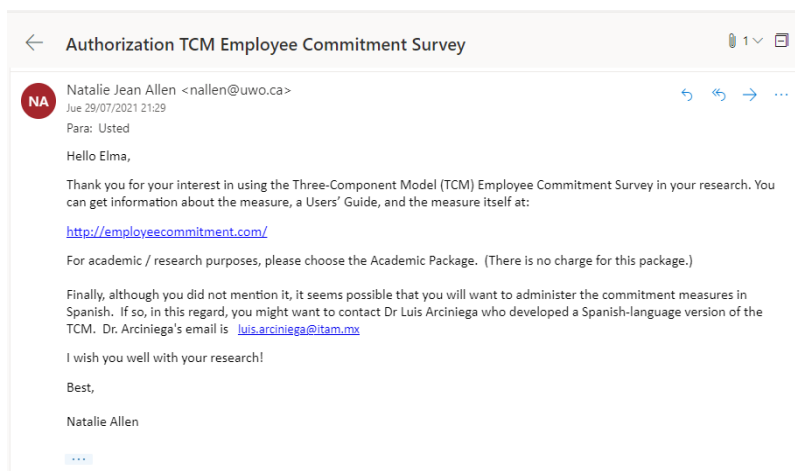 Authorization TCM Employee Commitment Survey
1
NA
Natalie Jean Allen <nallen@uwo.ca>
Jue 29/07/2021 21:29
Para: Usted
Hello Elma,
Thank you for your interest in using the Three-Component Model (TCM) Employee Commitment Survey in your research. You
can get information about the measure, a Users' Guide, and the measure itself at:
http://employeecommitment.com/
For academic / research purposes, please choose the Academic Package. (There is no charge for this package.)
Finally, although you did not mention it, it seems possible that you will want to administer the commitment measures in
Spanish. If so, in this regard, you might want to contact Dr Luis Arciniega who developed a Spanish-language version of the
TCM. Dr. Arciniega's email is luis.arciniega@itam.mx
I wish you well with your research!
Best,
Natalie Allen